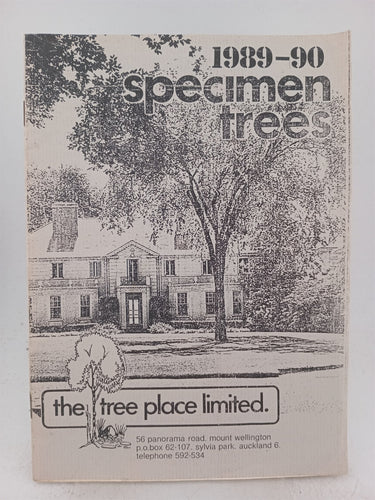 1989-90
specimen
trees
the tree place limited.
56 panorama road, mount wellington
p.o.box 62-107, sylvia park, auckland 6.
telephone 592-534